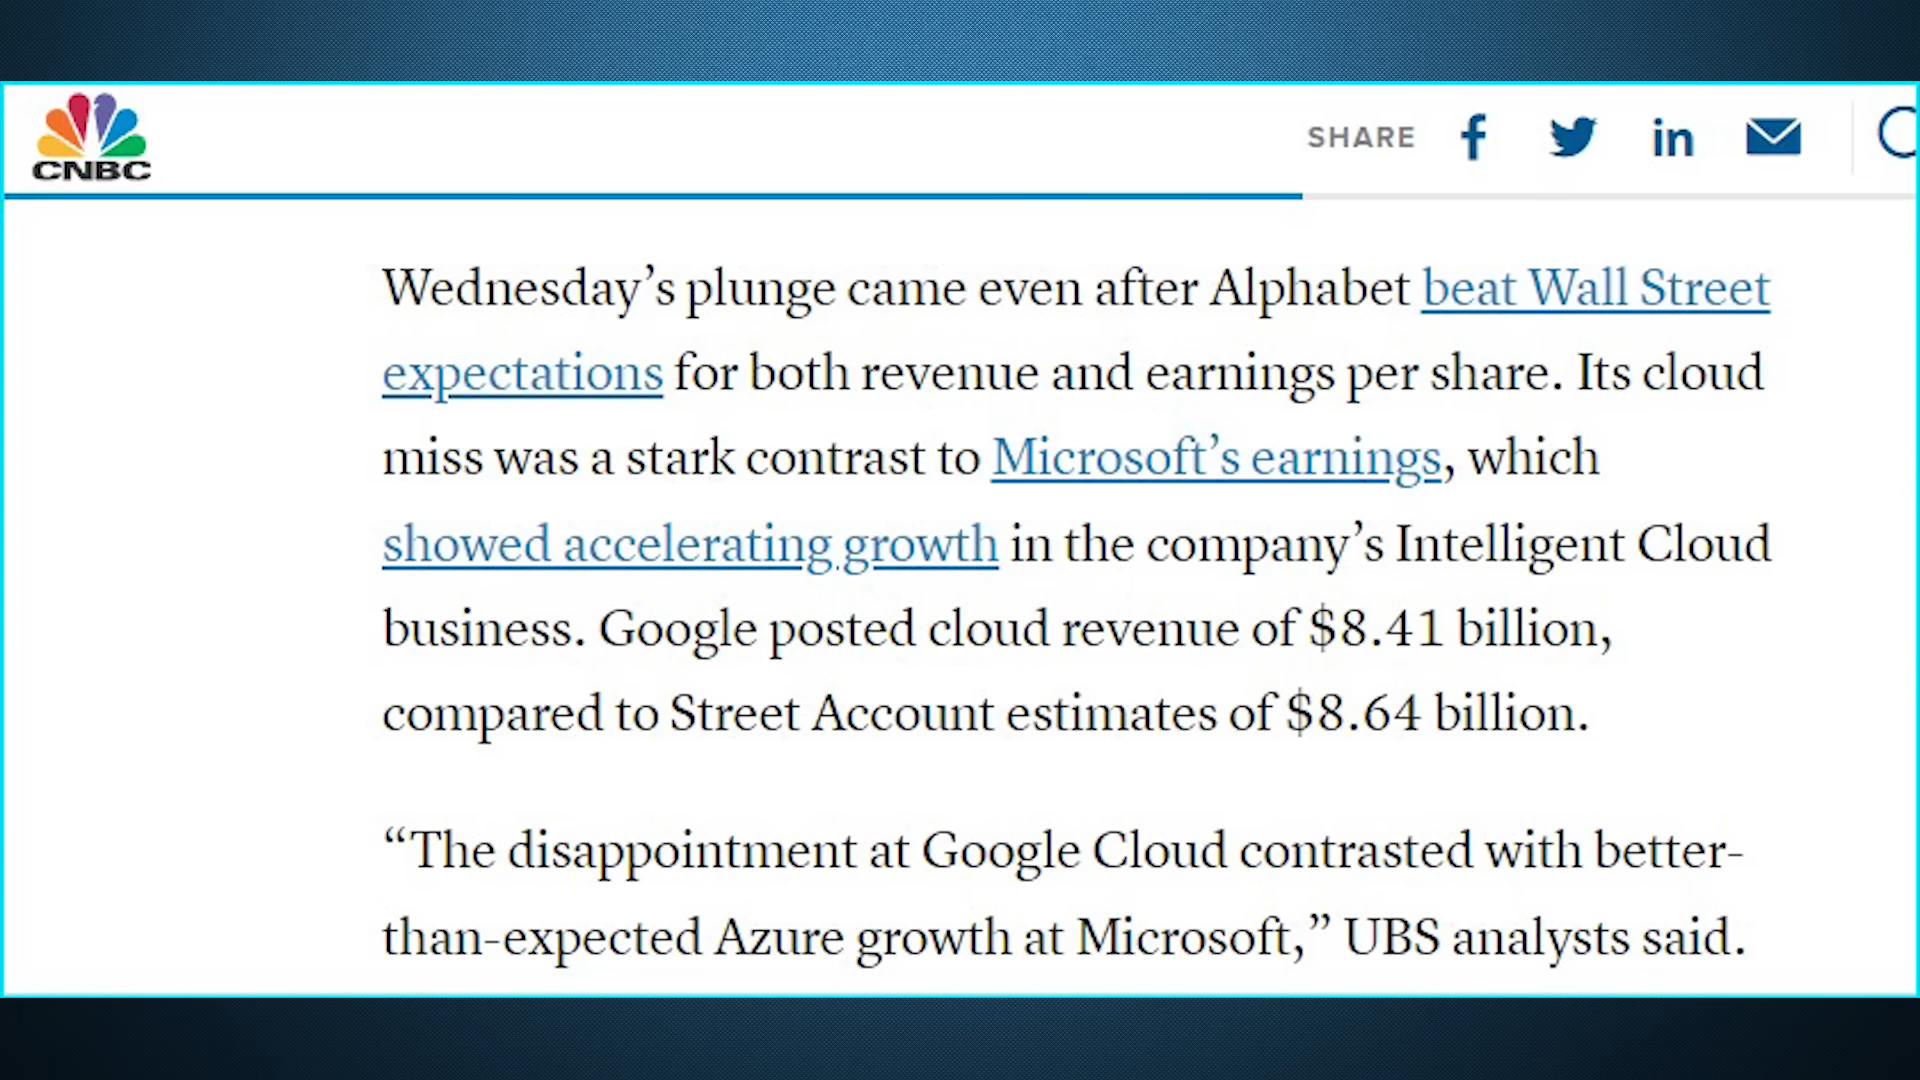 CNBC
SHARE
Wednesday’s plunge came even after Alphabet beat Wall Street
expectations for both revenue and earnings per share. Its cloud
miss was a stark contrast to Microsoft’s earnings, which
showed accelerating growth in the company’s Intelligent Cloud
business. Google posted cloud revenue of $8.41 billion,
compared to Street Account estimates of $8.64 billion.
“The disappointment at Google Cloud contrasted with better-
than-expected Azure growth at Microsoft,” UBS analysts said.